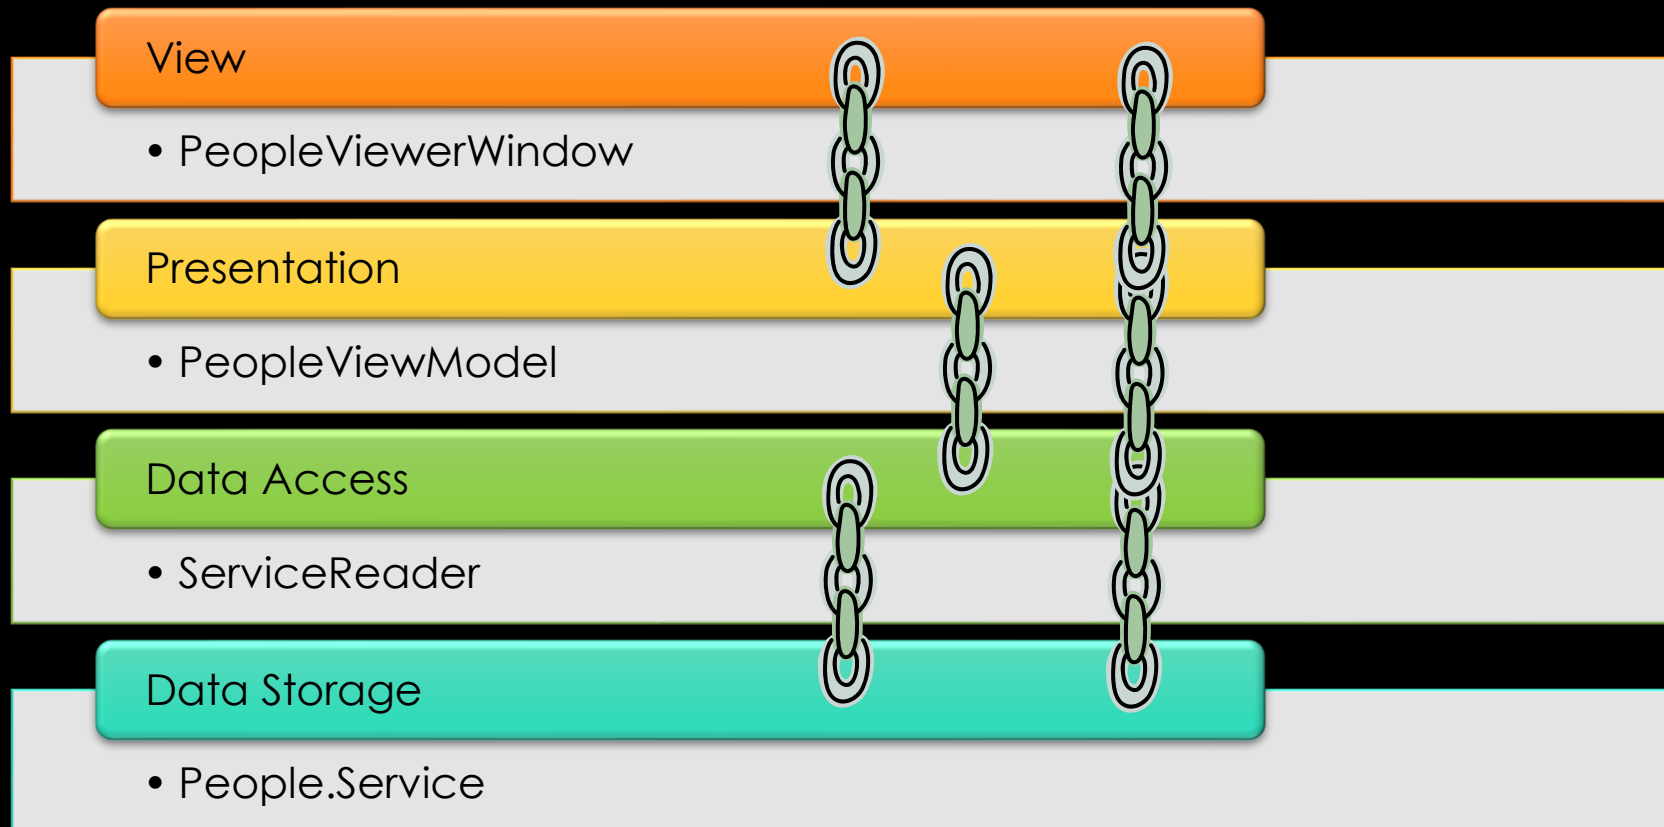 View
• PeopleViewerWindow
Presentation
• PeopleViewModel
Data Access
• ServiceReader
Data Storage
• People.Service